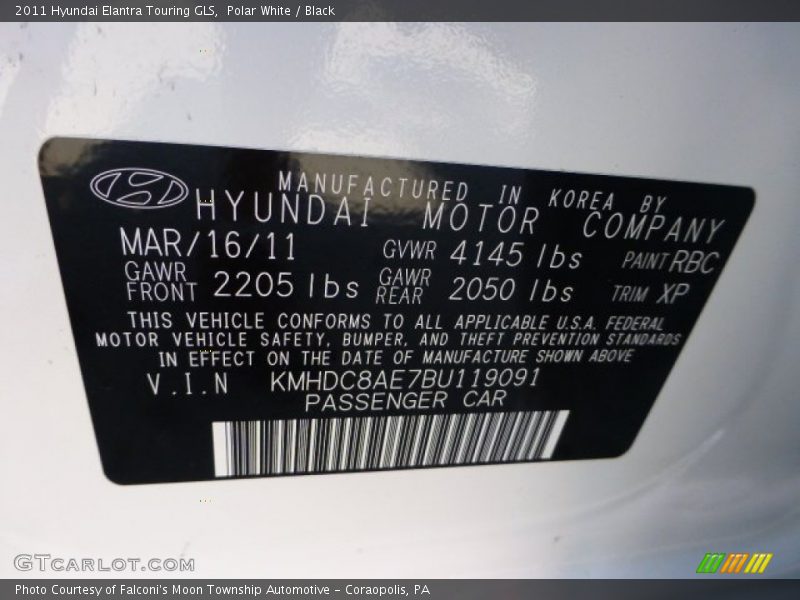 2011 Hyundai Elantra Touring GLS,  Polar White / Black
MANUFACTURED IN KOREA BY
HYUNDAI MOTOR COMPANY
MAR/16/11 GVWR 4145 lbs PAINT RBC
GAWR FRONT 2205 lbs GAWR REAR 2050 lbs TRIM XP
THIS VEHICLE CONFORMS TO ALL APPLICABLE U.S.A. FEDERAL
MOTOR VEHICLE SAFETY, BUMPER, AND THEFT PREVENTION STANDARDS
IN EFFECT ON THE DATE OF MANUFACTURE SHOWN ABOVE
V.I.N KMHDC8AE7BU119091
PASSENGER CAR
GTCARLOT.COM
Photo Courtesy of Falconi's Moon Township Automotive - Coraopolis, PA